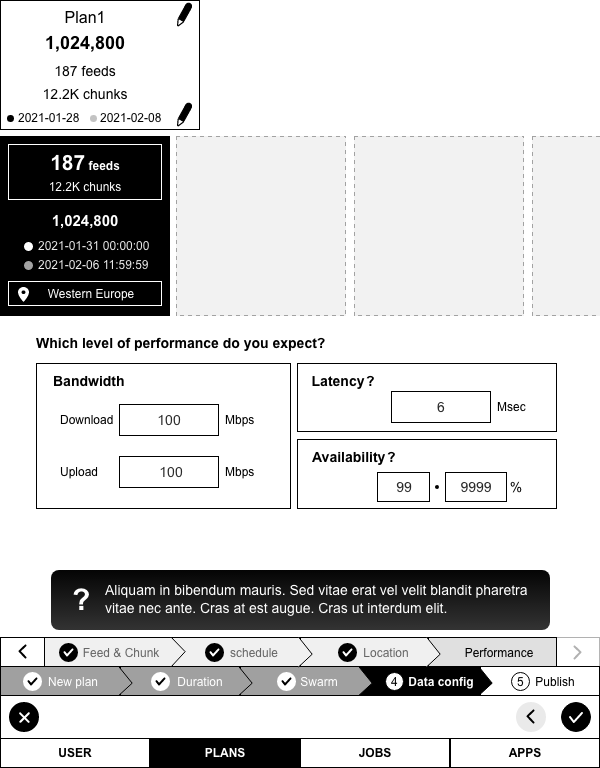 Plan1
1,024,800
187 feeds
12.2K chunks
2021-01-28 2021-02-08
187 feeds
12.2K chunks
1,024,800
2021-01-31 00:00:00
2021-02-06 11:59:59
Western Europe
Which level of performance do you expect?
Bandwidth
Download 100 Mbps
Upload 100 Mbps
Latency?
6 Msec
Availability?
99 • 9999 %
? Aliquam in bibendum mauris. Sed vitae erat vel velit blandit pharetra
vitae nec ante. Cras at est augue. Cras ut interdum elit.
Feed & Chunk schedule Location Performance
New plan Duration Swarm 4 Data config 5 Publish
USER PLANS JOBS APPS